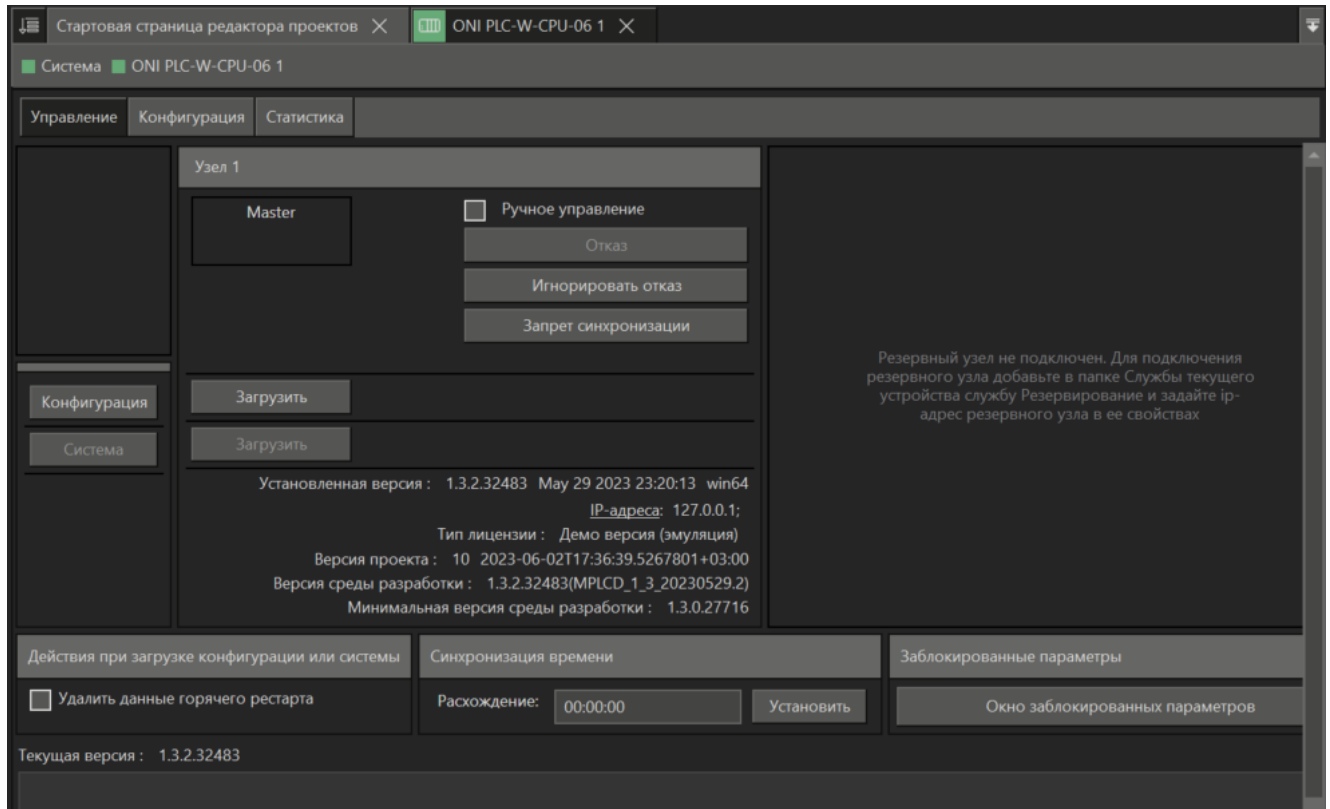 Стартовая страница редактора проектов
ONI PLC-W-CPU-06 1
Система ONI PLC-W-CPU-06 1
Управление Конфигурация Статистика
Узел 1
Master
Ручное управление
Отказ
Игнорировать отказ
Запрет синхронизации
Конфигурация
Загрузить
Система
Загрузить
Установленная версия : 1.3.2.32483 May 29 2023 23:20:13 win64
IP-адреса: 127.0.0.1;
Тип лицензии : Демо версия (эмуляция)
Версия проекта : 10 2023-06-02T17:36:39.5267801+03:00
Версия среды разработки : 1.3.2.32483(MPLCD_1_3_20230529.2)
Минимальная версия среды разработки : 1.3.0.27716
Резервный узел не подключен. Для подключения
резервного узла добавьте в папке Службы текущего
устройства службу Резервирование и задайте ip-
адрес резервного узла в ее свойствах
Действия при загрузке конфигурации или системы
Удалить данные горячего рестарта
Синхронизация времени
Расхождение: 00:00:00 Установить
Заблокированные параметры
Окно заблокированных параметров
Текущая версия : 1.3.2.32483